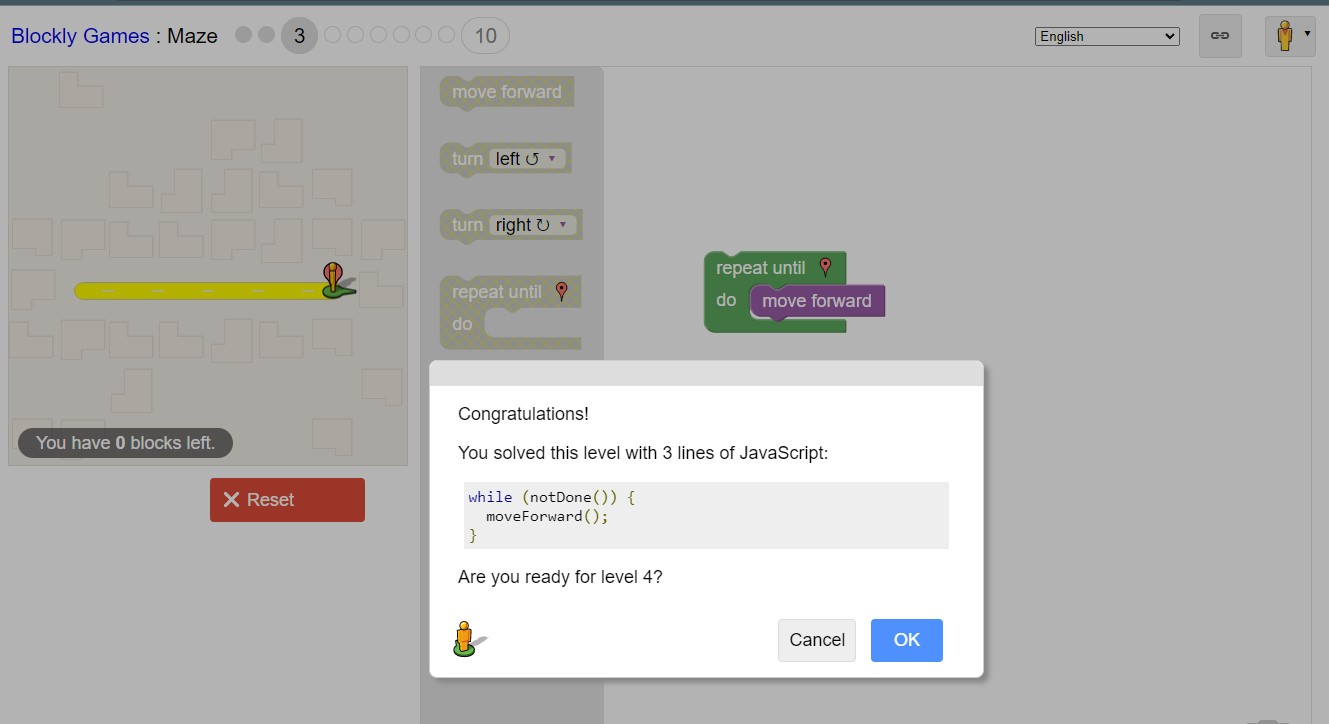 Blockly Games : Maze 3 10
English
move forward
turn left ↺
turn right ↻
repeat until
do
repeat until
do move forward
You have 0 blocks left.
Reset
Congratulations!
You solved this level with 3 lines of JavaScript:
while (notDone()) {
  moveForward();
}
Are you ready for level 4?
Cancel
OK